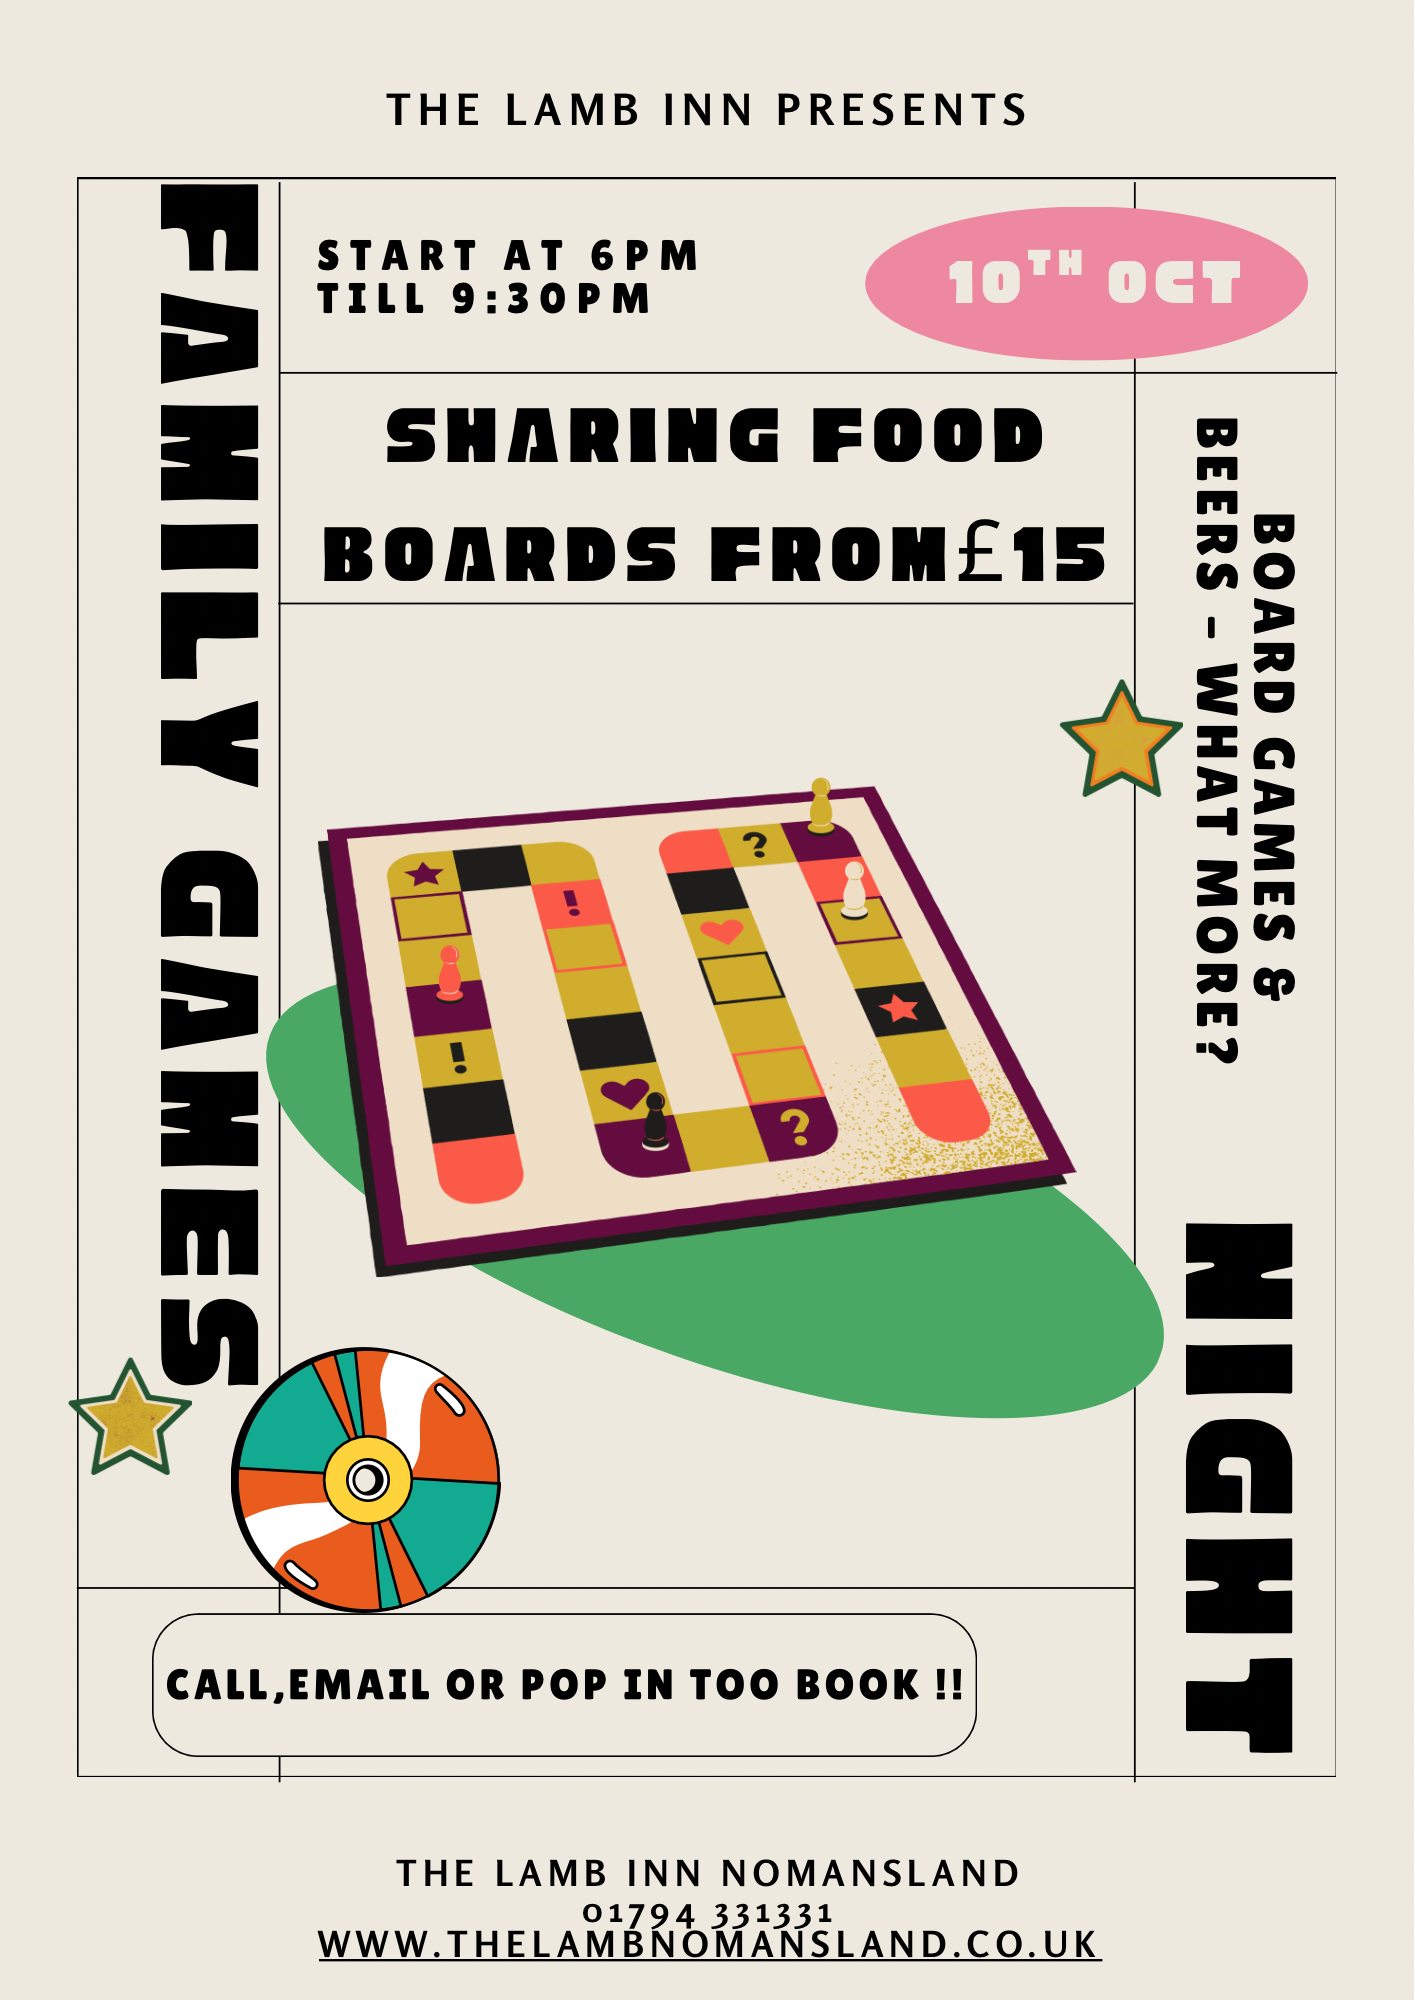 THE LAMB INN PRESENTS
FAMILY GAMES
START AT 6PM
TILL 9:30PM
10TH OCT
SHARING FOOD
BOARDS FROM£15
BOARD GAMES &
BEERS - WHAT MORE?
?
!
!
?
NIGHT
CALL,EMAIL OR POP IN TOO BOOK !!
THE LAMB INN NOMANSLAND
01794 331331
WWW.THELAMBNOMANSLAND.CO.UK